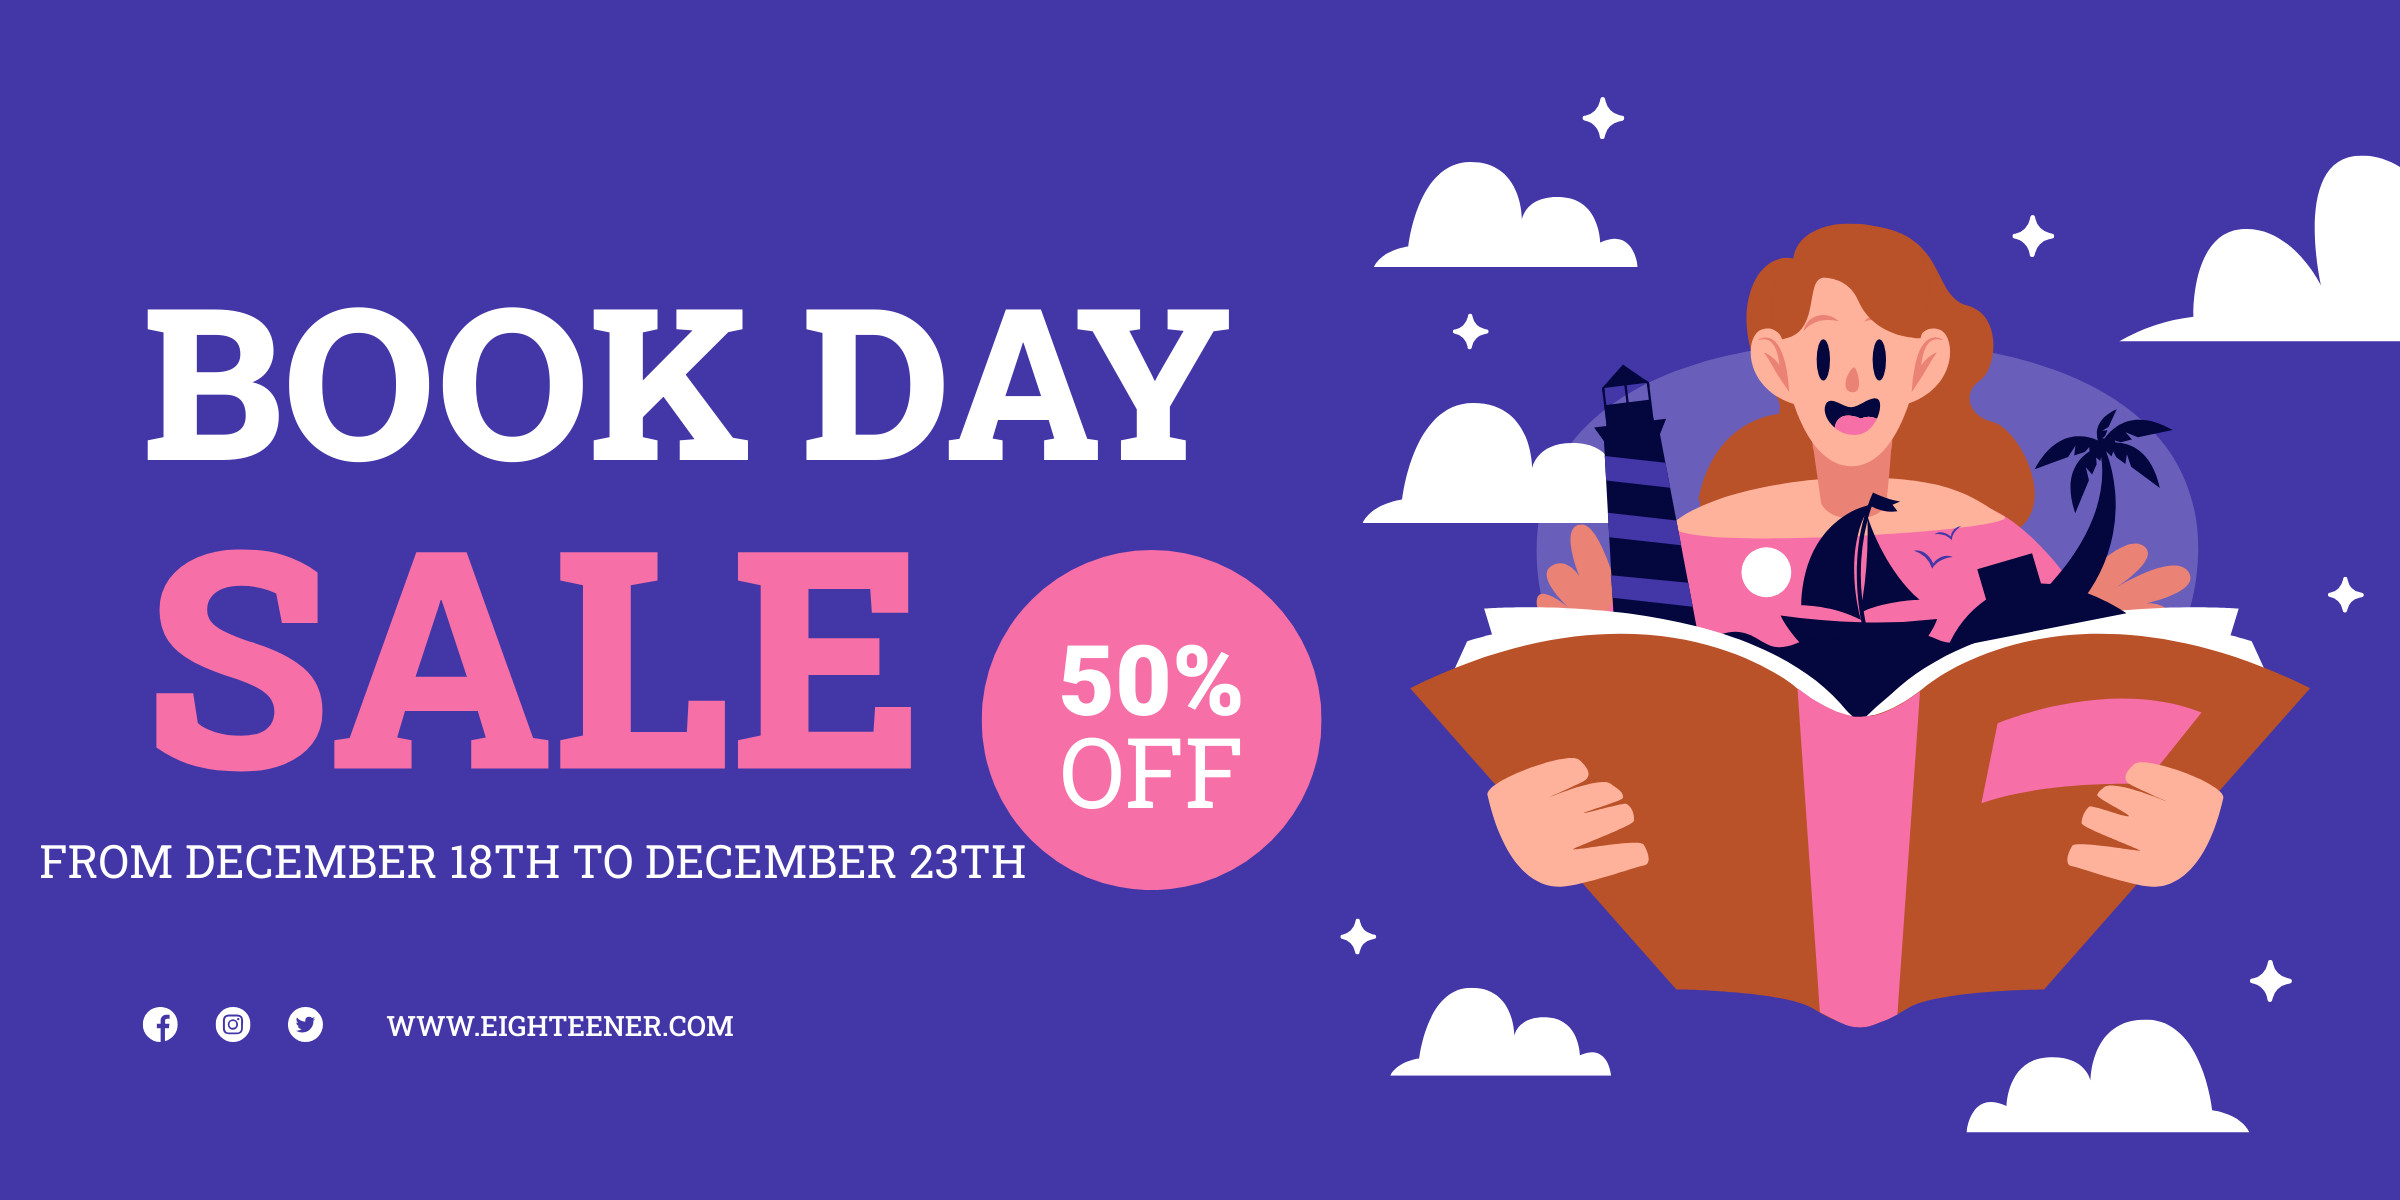 BOOK DAY
SALE
50%
OFF
FROM DECEMBER 18TH TO DECEMBER 23TH
WWW.EIGHTEENER.COM